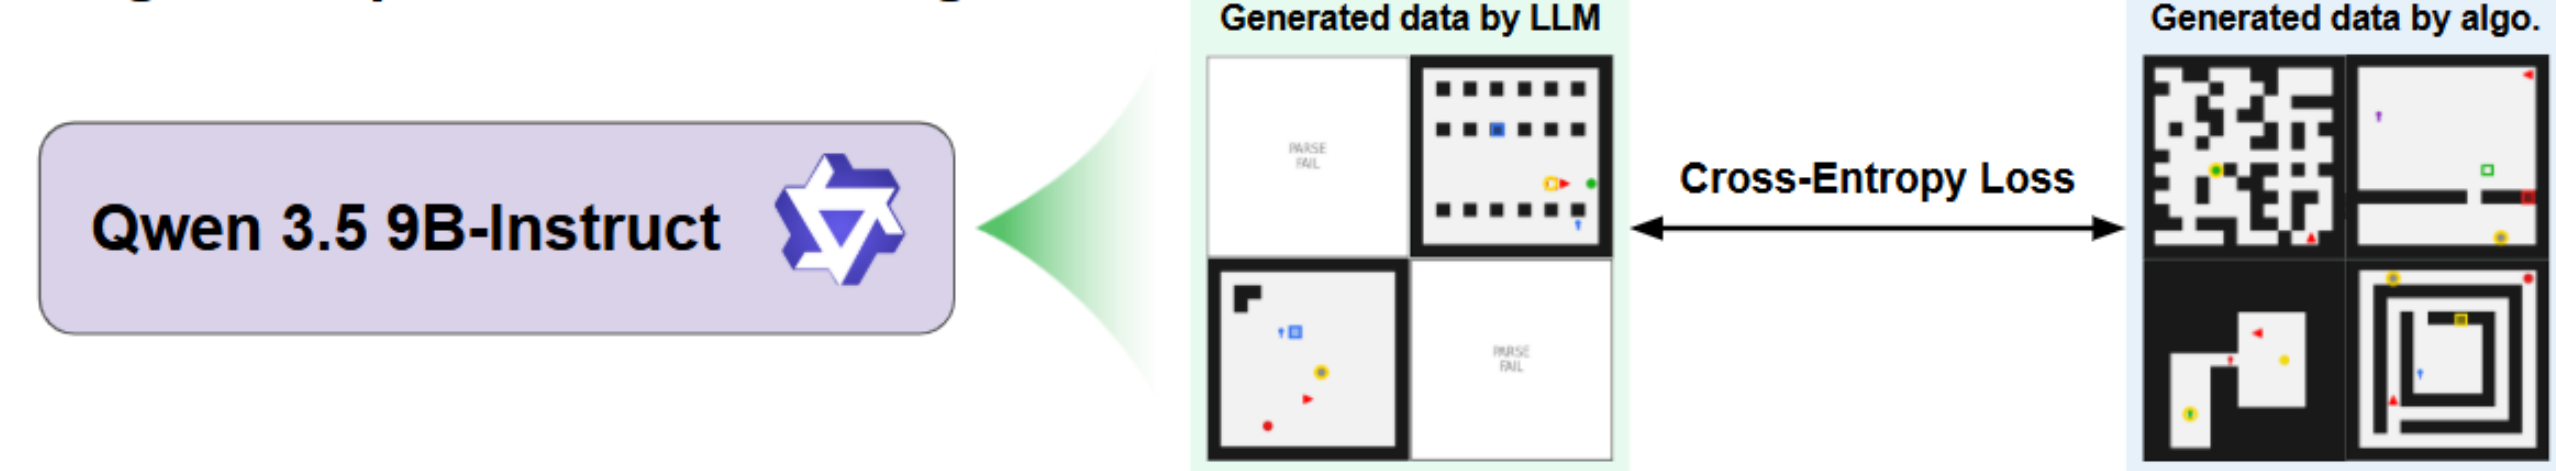 Generated data by LLM
Generated data by algo.
PARSE
FAIL
Cross-Entropy Loss
Qwen 3.5 9B-Instruct
PARSE
FAIL